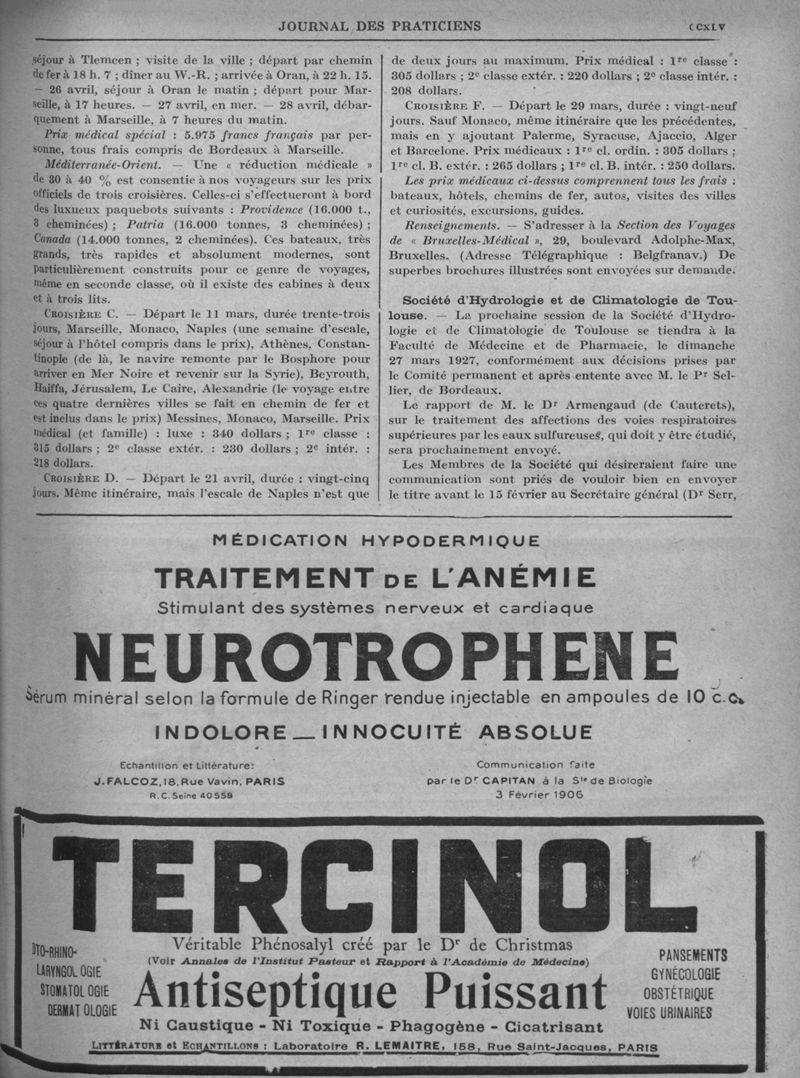 JOURNAL DES PRATICIENS
CCXLV
séjour à Tlemcen ; visite de la ville ; départ par chemin
de fer à 18 h. 7 ; dîner au W.-R. ; arrivée à Oran, à 22 h. 15.
— 26 avril, séjour à Oran le matin ; départ pour Mar-
seille, à 17 heures. — 27 avril, en mer. — 28 avril, débar-
quement à Marseille, à 7 heures du matin.
Prix médical spécial : 5.975 francs français par per-
sonne, tous frais compris de Bordeaux à Marseille.
Méditerranée-Orient. — Une « réduction médicale »
de 30 à 40 % est consentie à nos voyageurs sur les prix
officiels de trois croisières. Celles-ci s'effectueront à bord
des luxueux paquebots suivants : Providence (16.000 t.,
3 cheminées) ; Patria (16.000 tonnes, 3 cheminées) ;
Canada (14.000 tonnes, 2 cheminées). Ces bateaux, très
grands, très rapides et absolument modernes, sont
particulièrement construits pour ce genre de voyages,
même en seconde classe, où il existe des cabines à deux
et à trois lits.
CROISIÈRE C. — Départ le 11 mars, durée trente-trois
jours, Marseille, Monaco, Naples (une semaine d'escale,
séjour à l'hôtel compris dans le prix), Athènes, Constan-
tinople (de là, le navire remonte par le Bosphore pour
arriver en Mer Noire et revenir sur la Syrie), Beyrouth,
Haïffa, Jérusalem, Le Caire, Alexandrie (le voyage entre
ces quatre dernières villes se fait en chemin de fer et
est inclus dans le prix) Messines, Monaco, Marseille. Prix
médical (et famille) : luxe : 340 dollars ; 1re classe :
315 dollars ; 2e classe extér. : 230 dollars ; 2e intér. :
218 dollars.
CROISIÈRE D. — Départ le 21 avril, durée : vingt-cinq
jours. Même itinéraire, mais l'escale de Naples n'est que
de deux jours au maximum. Prix médical : 1re classe :
305 dollars ; 2e classe extér. : 220 dollars ; 2e classe intér. :
208 dollars.
CROISIÈRE F. — Départ le 29 mars, durée : vingt-neuf
jours. Sauf Monaco, même itinéraire que les précédentes,
mais en y ajoutant Palerme, Syracuse, Ajaccio, Alger
et Barcelone. Prix médicaux : 1re cl. ordin. : 305 dollars ;
1re cl. B. extér. : 265 dollars ; 1re cl. B. intér. : 250 dollars.
Les prix médicaux ci-dessus comprennent tous les frais :
bateaux, hôtels, chemins de fer, autos, visites des villes
et curiosités, excursions, guides.
Renseignements. — S'adresser à la Section des Voyages
de « Bruxelles-Médical », 29, boulevard Adolphe-Max,
Bruxelles. (Adresse Télégraphique : Belgfranav.) De
superbes brochures illustrées sont envoyées sur demande.
Société d'Hydrologie et de Climatologie de Tou-
louse. — La prochaine session de la Société d'Hydro-
logie et de Climatologie de Toulouse se tiendra à la
Faculté de Médecine et de Pharmacie, le dimanche
27 mars 1927, conformément aux décisions prises par
le Comité permanent et après entente avec M. le Pr Sel-
lier, de Bordeaux.
Le rapport de M. le Dr Armengaud (de Cauterets),
sur le traitement des affections des voies respiratoires
supérieures par les eaux sulfureuses, qui doit y être étudié,
sera prochainement envoyé.
Les Membres de la Société qui désireraient faire une
communication sont priés de vouloir bien en envoyer
le titre avant le 15 février au Secrétaire général (Dr Serr,
MÉDICATION HYPODERMIQUE
TRAITEMENT DE L'ANÉMIE
Stimulant des systèmes nerveux et cardiaque
NEUROTROPHENE
Sérum minéral selon la formule de Ringer rendue injectable en ampoules de 10 c.c.
INDOLORE — INNOCUITÉ ABSOLUE
Echantillon et Littérature:
J. FALCOZ, 18, Rue Vavin, PARIS
R.C. Seine 40558
Communication faite
par le Dr CAPITAN à la Sté de Biologie
3 Février 1906
TERCINOL
Véritable Phénosalyl créé par le Dr de Christmas
(Voir Annales de l'Institut Pasteur et Rapport à l'Académie de Médecine)
OTO-RHINO-
LARYNGOLOGIE
STOMATOLOGIE
DERMATOLOGIE
Antiseptique Puissant
PANSEMENTS
GYNÉCOLOGIE
OBSTÉTRIQUE
VOIES URINAIRES
Ni Caustique - Ni Toxique - Phagogène - Cicatrisant
LITTÉRATURE et ECHANTILLONS : Laboratoire R. LEMAITRE, 158, Rue Saint-Jacques, PARIS